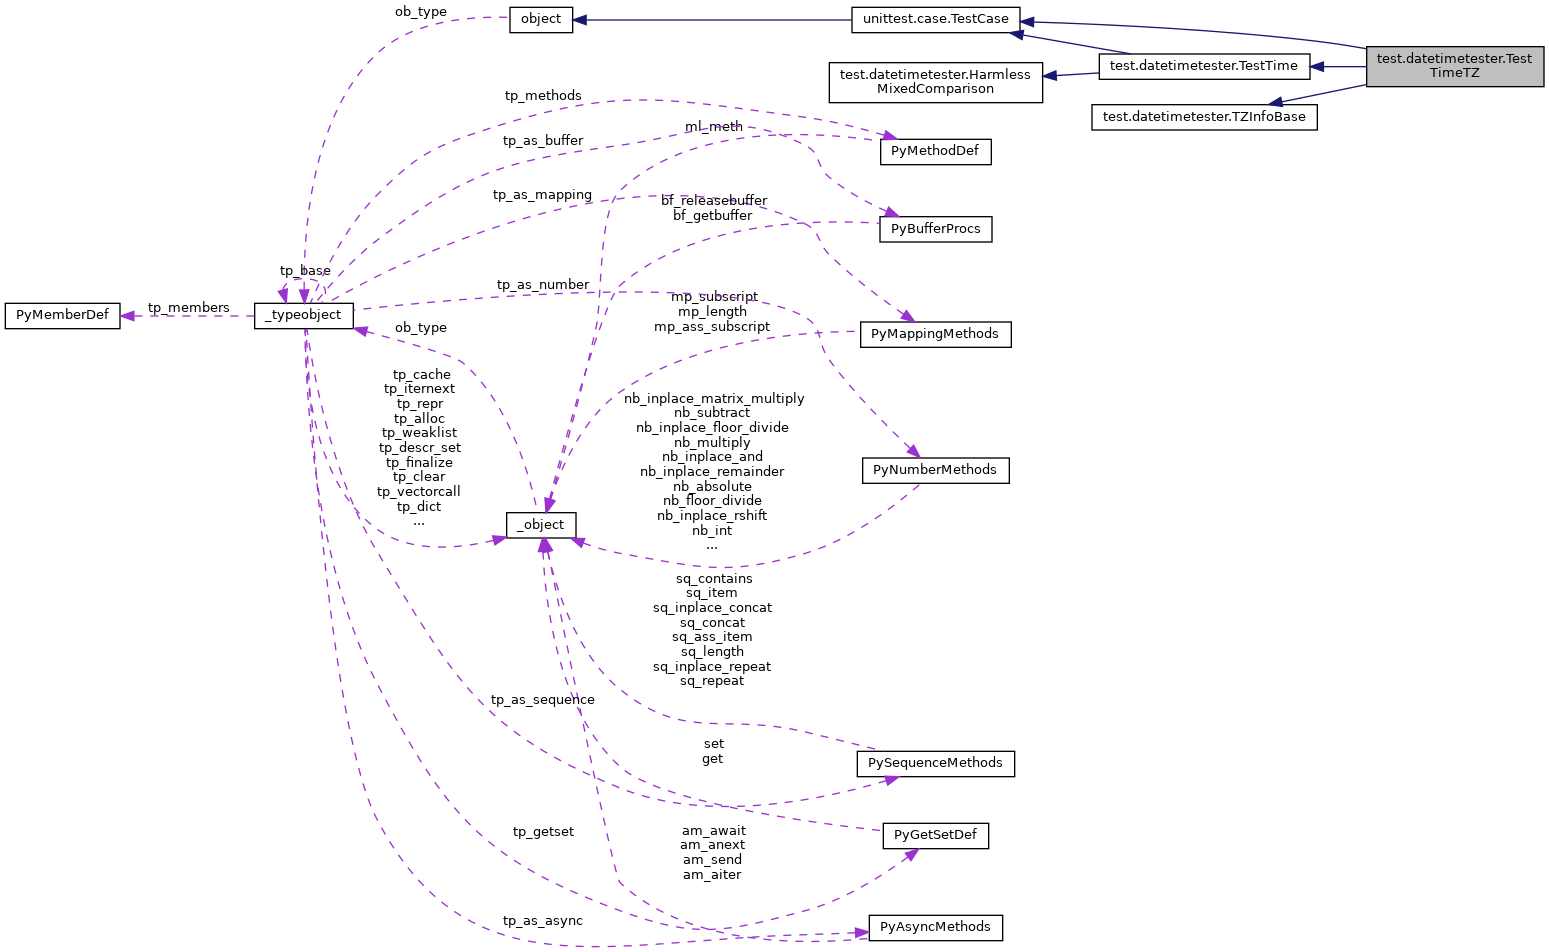 ob_type
object
unittest.case.TestCase
test.datetimetester.Test
TimeTZ
test.datetimetester.TestTime
test.datetimetester.Harmless
MixedComparison
test.datetimetester.TZInfoBase
tp_methods
ml_meth
tp_as_buffer
PyMethodDef
tp_as_mapping
bf_releasebuffer
bf_getbuffer
PyBufferProcs
tp_base
tp_as_number
mp_subscript
mp_length
mp_ass_subscript
PyMemberDef
tp_members
_typeobject
ob_type
PyMappingMethods
tp_cache
tp_iternext
tp_repr
tp_alloc
tp_weaklist
tp_descr_set
tp_finalize
tp_clear
tp_vectorcall
tp_dict
...
nb_inplace_matrix_multiply
nb_subtract
nb_inplace_floor_divide
nb_multiply
nb_inplace_and
nb_inplace_remainder
nb_absolute
nb_floor_divide
nb_inplace_rshift
nb_int
...
PyNumberMethods
_object
sq_contains
sq_item
sq_inplace_concat
sq_concat
sq_ass_item
sq_length
sq_inplace_repeat
sq_repeat
tp_as_sequence
set
get
PySequenceMethods
tp_getset
am_await
am_anext
am_send
am_aiter
PyGetSetDef
tp_as_async
PyAsyncMethods